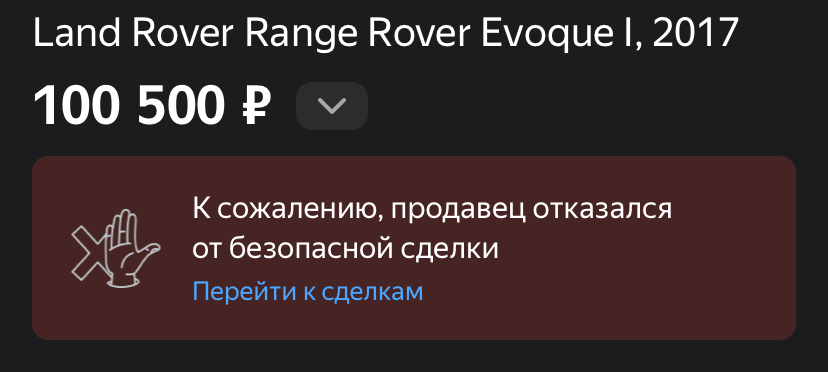 Land Rover Range Rover Evoque I, 2017
100 500 ₽
К сожалению, продавец отказался
от безопасной сделки
Перейти к сделкам